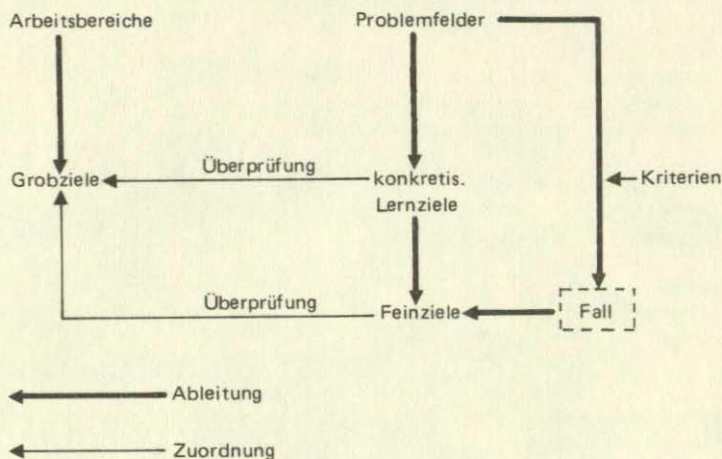 Arbeitsbereiche Problemfelder
Überprüfung
Grobziele konkretis. Kriterien
Lernziele
Überprüfung
Feinziele Fall
Ableitung
Zuordnung